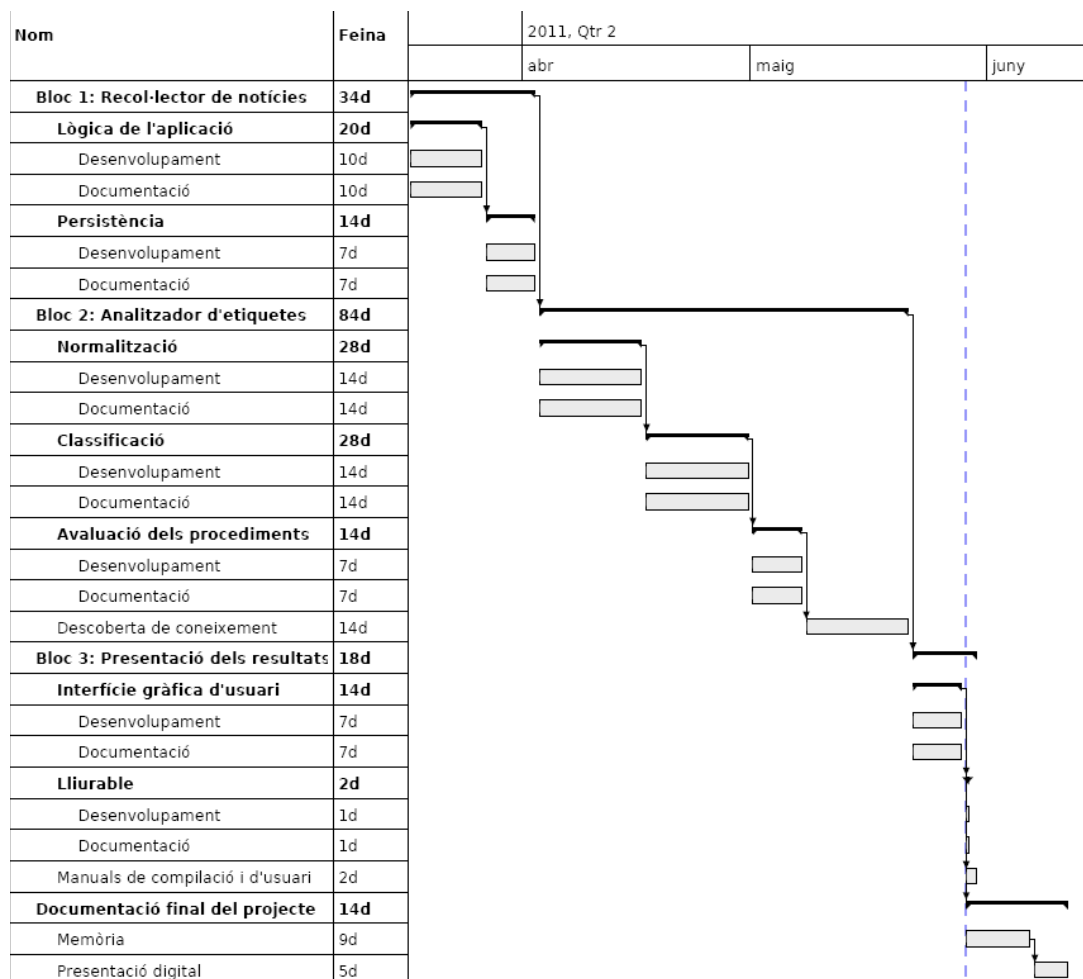 Nom Feina 2011, Qtr 2
abr maig juny
Bloc 1: Recol·lector de notícies 34d
Lògica de l'aplicació 20d
Desenvolupament 10d
Documentació 10d
Persistència 14d
Desenvolupament 7d
Documentació 7d
Bloc 2: Analitzador d'etiquetes 84d
Normalització 28d
Desenvolupament 14d
Documentació 14d
Classificació 28d
Desenvolupament 14d
Documentació 14d
Avaluació dels procediments 14d
Desenvolupament 7d
Documentació 7d
Descoberta de coneixement 14d
Bloc 3: Presentació dels resultats 18d
Interfície gràfica d'usuari 14d
Desenvolupament 7d
Documentació 7d
Lliurable 2d
Desenvolupament 1d
Documentació 1d
Manuals de compilació i d'usuari 2d
Documentació final del projecte 14d
Memòria 9d
Presentació digital 5d